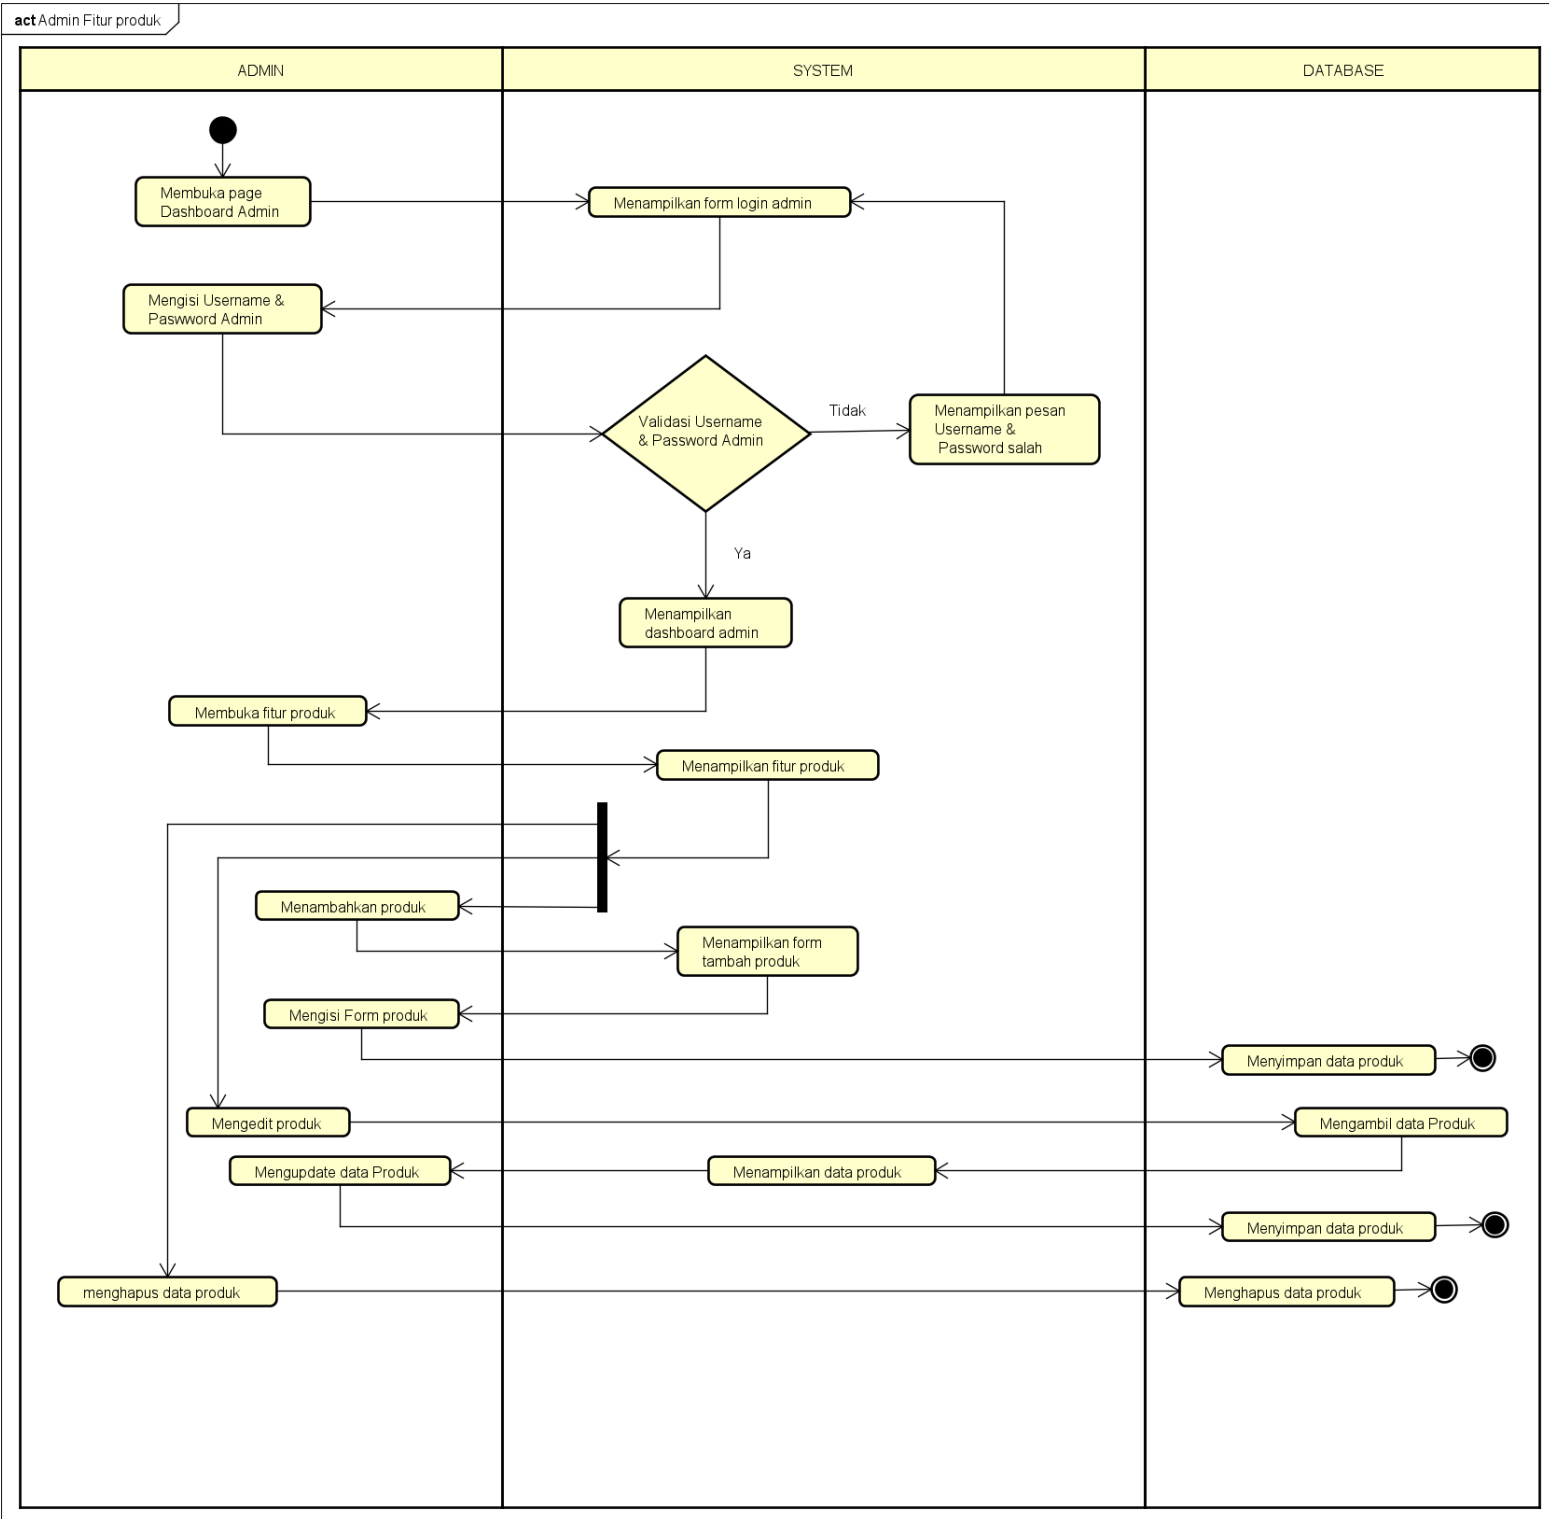 act Admin Fitur produk
ADMIN
SYSTEM
DATABASE
Membuka page
Dashboard Admin
Menampilkan form login admin
Mengisi Username &
Paswword Admin
Validasi Username
& Password Admin
Tidak
Menampilkan pesan
Username &
Password salah
Ya
Menampilkan
dashboard admin
Membuka fitur produk
Menampilkan fitur produk
Menambahkan produk
Menampilkan form
tambah produk
Mengisi Form produk
Menyimpan data produk
Mengedit produk
Mengambil data Produk
Mengupdate data Produk
Menampilkan data produk
Menyimpan data produk
menghapus data produk
Menghapus data produk